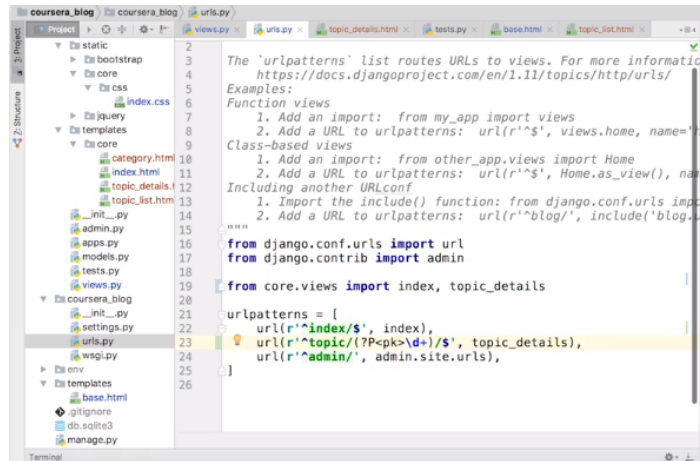 coursera_blog coursera_blog urls.py
Project
views.py urls.py topic_details.html tests.py base.html topic_list.html
1: Project
7: Structure
static
bootstrap
core
css
index.css
jquery
templates
core
category.html
index.html
topic_details.
topic_list.htm
__init__.py
admin.py
apps.py
models.py
tests.py
views.py
coursera_blog
__init__.py
settings.py
urls.py
wsgi.py
env
templates
base.html
.gitignore
db.sqlite3
manage.py
2
3 The `urlpatterns` list routes URLs to views. For more informatio
4 https://docs.djangoproject.com/en/1.11/topics/http/urls/
5 Examples:
6 Function views
7 1. Add an import: from my_app import views
8 2. Add a URL to urlpatterns: url(r'^$', views.home, name='h
9 Class-based views
10 1. Add an import: from other_app.views import Home
11 2. Add a URL to urlpatterns: url(r'^$', Home.as_view(), nam
12 Including another URLconf
13 1. Import the include() function: from django.conf.urls impo
14 2. Add a URL to urlpatterns: url(r'^blog/', include('blog.u
15 """
16 from django.conf.urls import url
17 from django.contrib import admin
18
19 from core.views import index, topic_details
20
21 urlpatterns = [
22 url(r'^index/$', index),
23 url(r'^topic/(?P<pk>\d+)/$', topic_details),
24 url(r'^admin/', admin.site.urls),
25 ]
26
Terminal